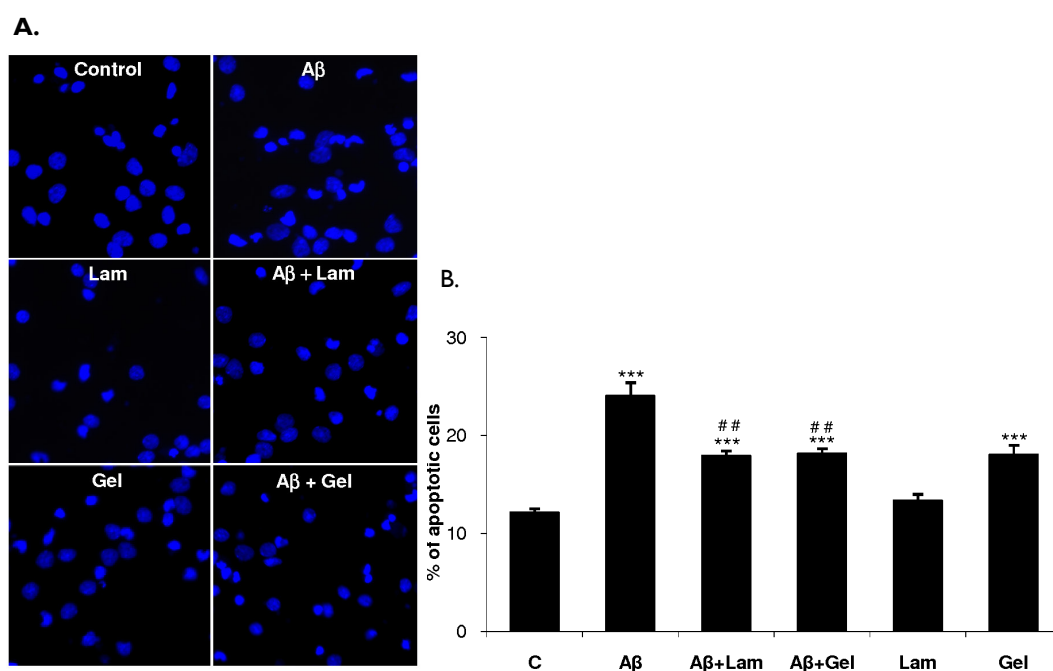 A.
Control
Aβ
Lam
Aβ + Lam
Gel
Aβ + Gel
B.
% of apoptotic cells
30
20
10
0
***
# #
***
# #
***
***
C
Aβ
Aβ+Lam
Aβ+Gel
Lam
Gel